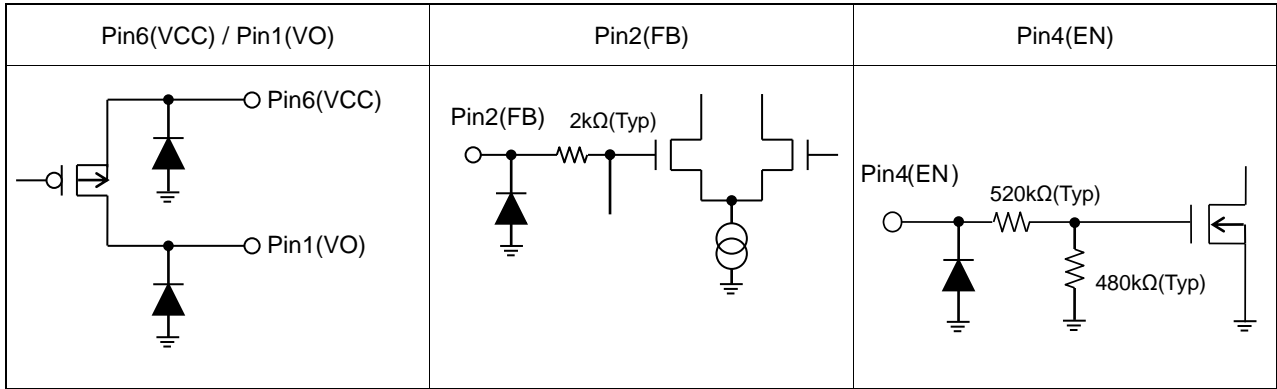 Pin6(VCC) / Pin1(VO)
Pin2(FB)
Pin4(EN)
Pin6(VCC)
Pin1(VO)
Pin2(FB)
2kΩ(Typ)
Pin4(EN)
520kΩ(Typ)
480kΩ(Typ)